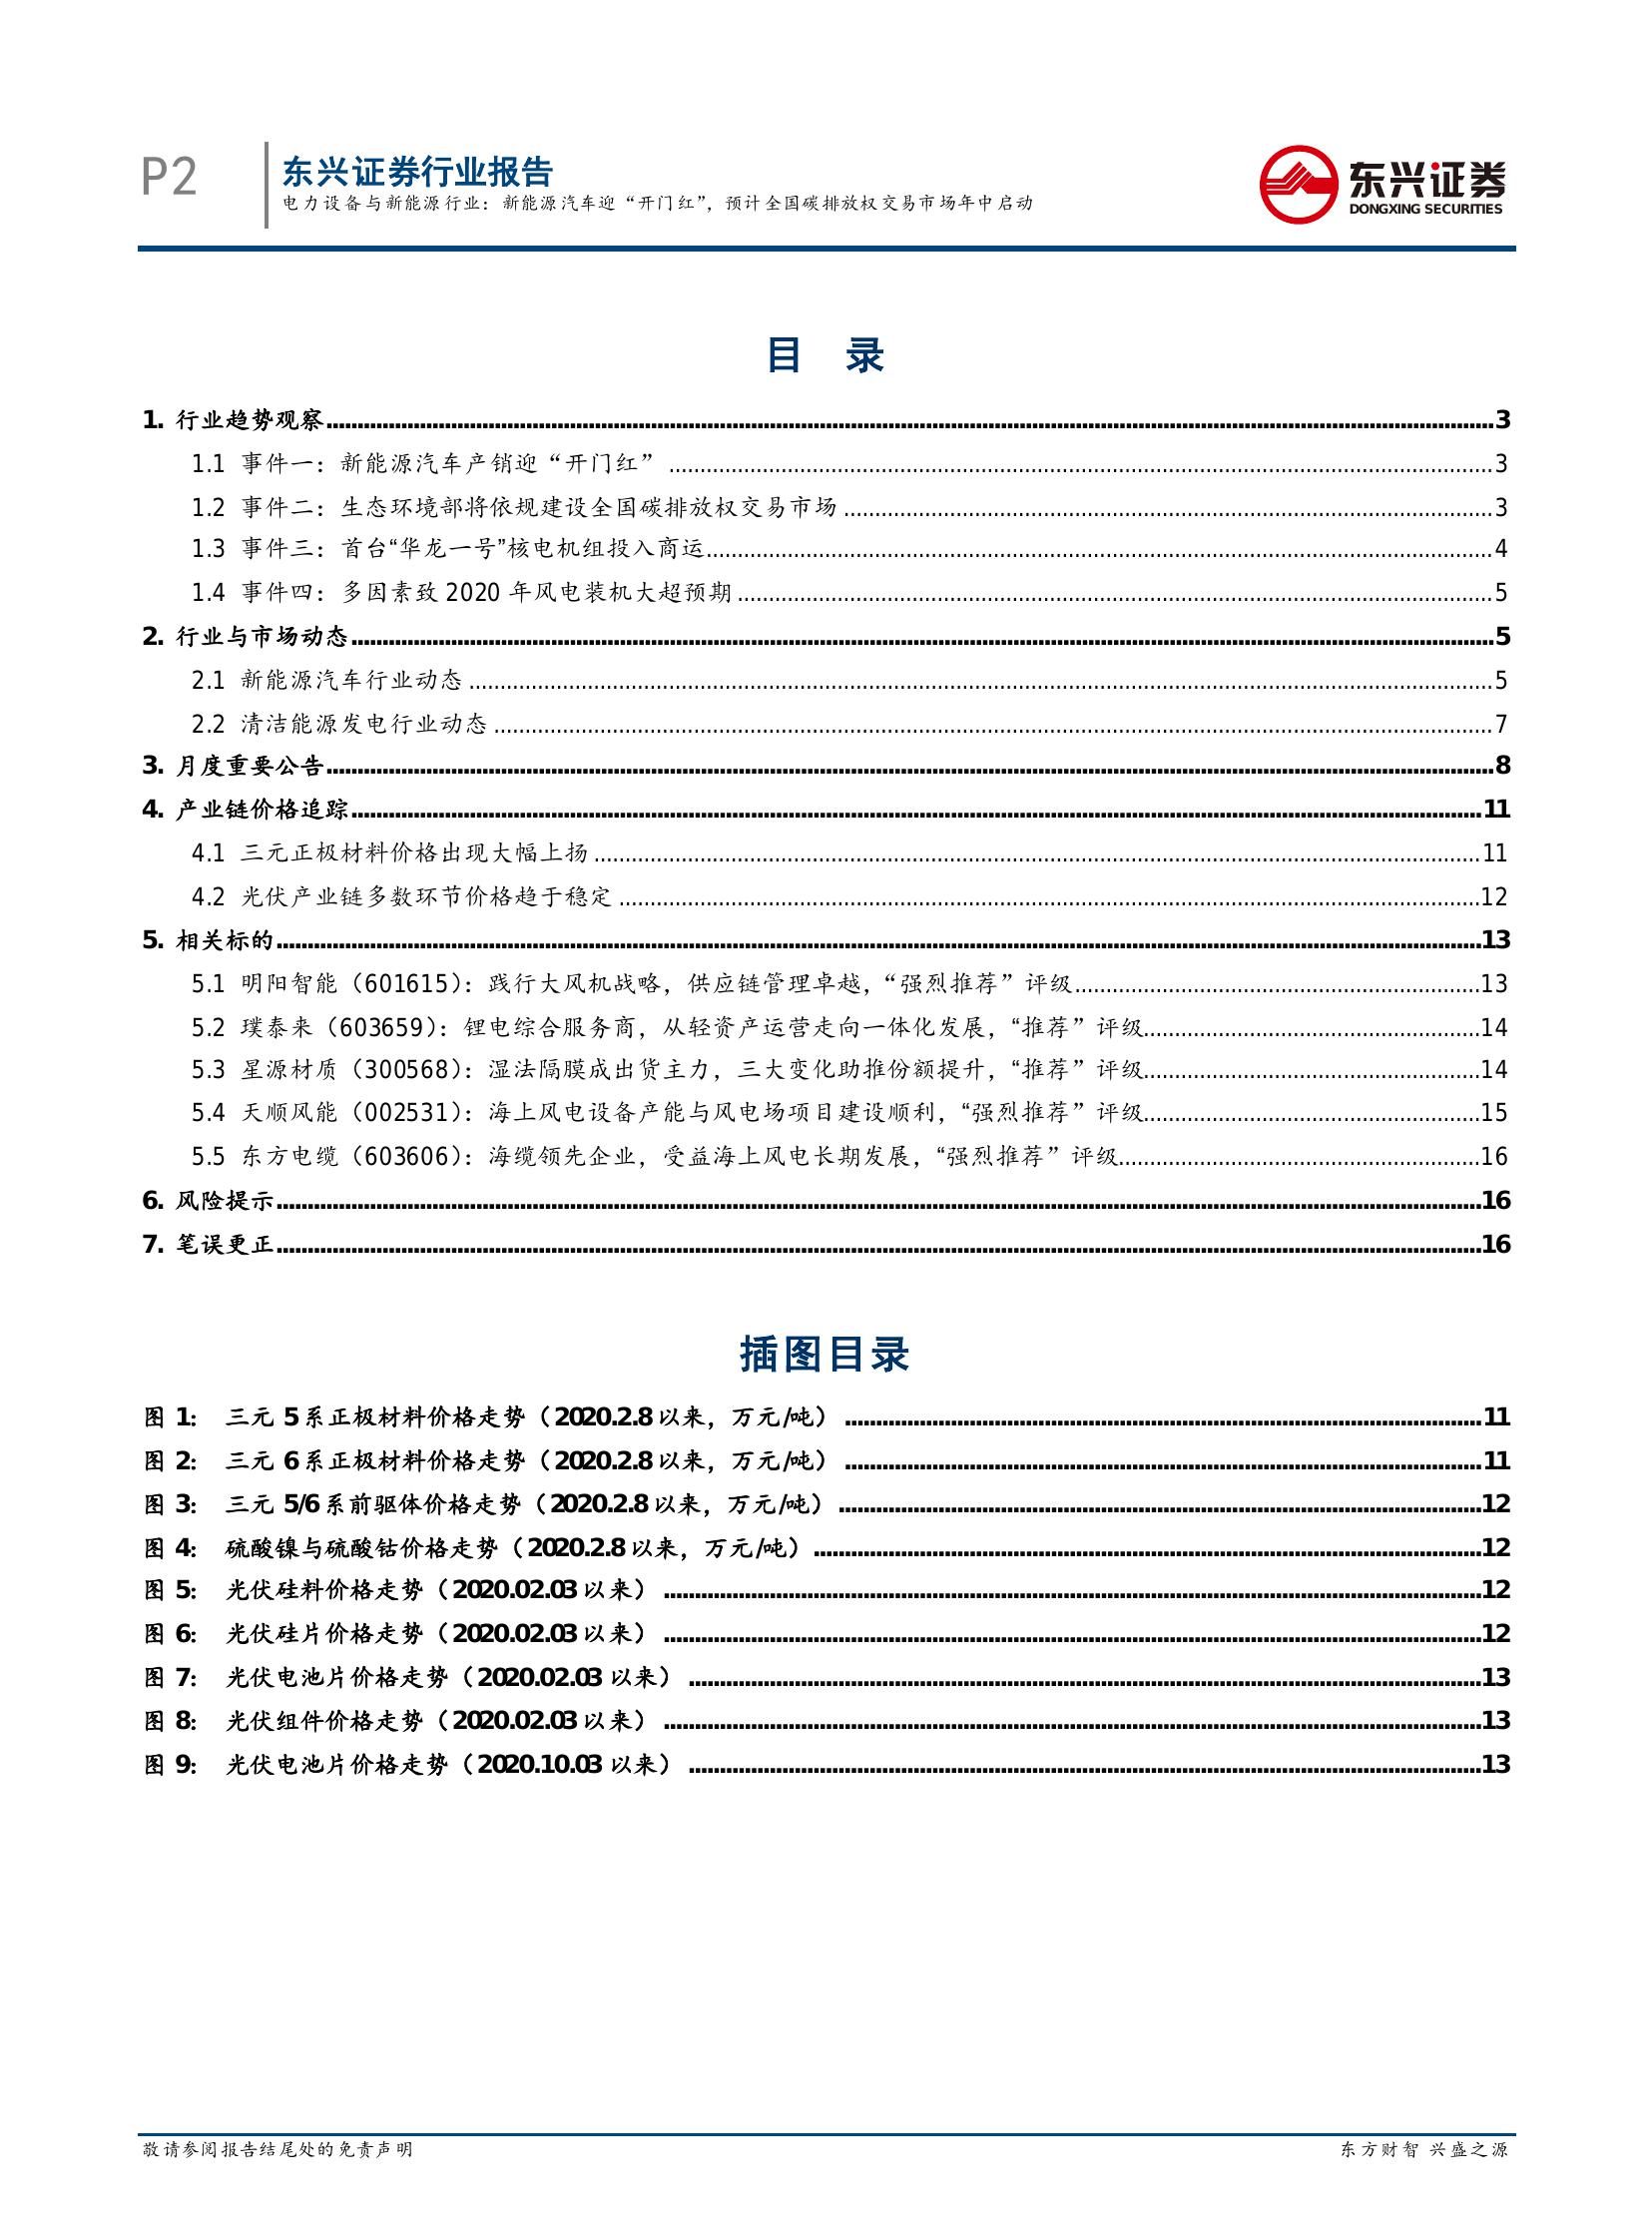 P2
东兴证券行业报告
电力设备与新能源行业：新能源汽车迎“开门红”，预计全国碳排放权交易市场年中启动
东兴证券
DONGXING SECURITIES
目 录
1. 行业趋势观察 3
1.1 事件一：新能源汽车产销迎“开门红” 3
1.2 事件二：生态环境部将依规建设全国碳排放权交易市场 3
1.3 事件三：首台“华龙一号”核电机组投入商运 4
1.4 事件四：多因素致 2020 年风电装机大超预期 5
2. 行业与市场动态 5
2.1 新能源汽车行业动态 5
2.2 清洁能源发电行业动态 7
3. 月度重要公告 8
4. 产业链价格追踪 11
4.1 三元正极材料价格出现大幅上扬 11
4.2 光伏产业链多数环节价格趋于稳定 12
5. 相关标的 13
5.1 明阳智能（601615）：践行大风机战略，供应链管理卓越，“强烈推荐”评级 13
5.2 璞泰来（603659）：锂电综合服务商，从轻资产运营走向一体化发展，“推荐”评级 14
5.3 星源材质（300568）：湿法隔膜成出货主力，三大变化助推份额提升，“推荐”评级 14
5.4 天顺风能（002531）：海上风电设备产能与风电场项目建设顺利，“强烈推荐”评级 15
5.5 东方电缆（603606）：海缆领先企业，受益海上风电长期发展，“强烈推荐”评级 16
6. 风险提示 16
7. 笔误更正 16
插图目录
图 1： 三元 5 系正极材料价格走势（2020.2.8 以来，万元/吨） 11
图 2： 三元 6 系正极材料价格走势（2020.2.8 以来，万元/吨） 11
图 3： 三元 5/6 系前驱体价格走势（2020.2.8 以来，万元/吨） 12
图 4： 硫酸镍与硫酸钴价格走势（2020.2.8 以来，万元/吨） 12
图 5： 光伏硅料价格走势（2020.02.03 以来） 12
图 6： 光伏硅片价格走势（2020.02.03 以来） 12
图 7： 光伏电池片价格走势（2020.02.03 以来） 13
图 8： 光伏组件价格走势（2020.02.03 以来） 13
图 9： 光伏电池片价格走势（2020.10.03 以来） 13
敬请参阅报告结尾处的免责声明
东方财智 兴盛之源